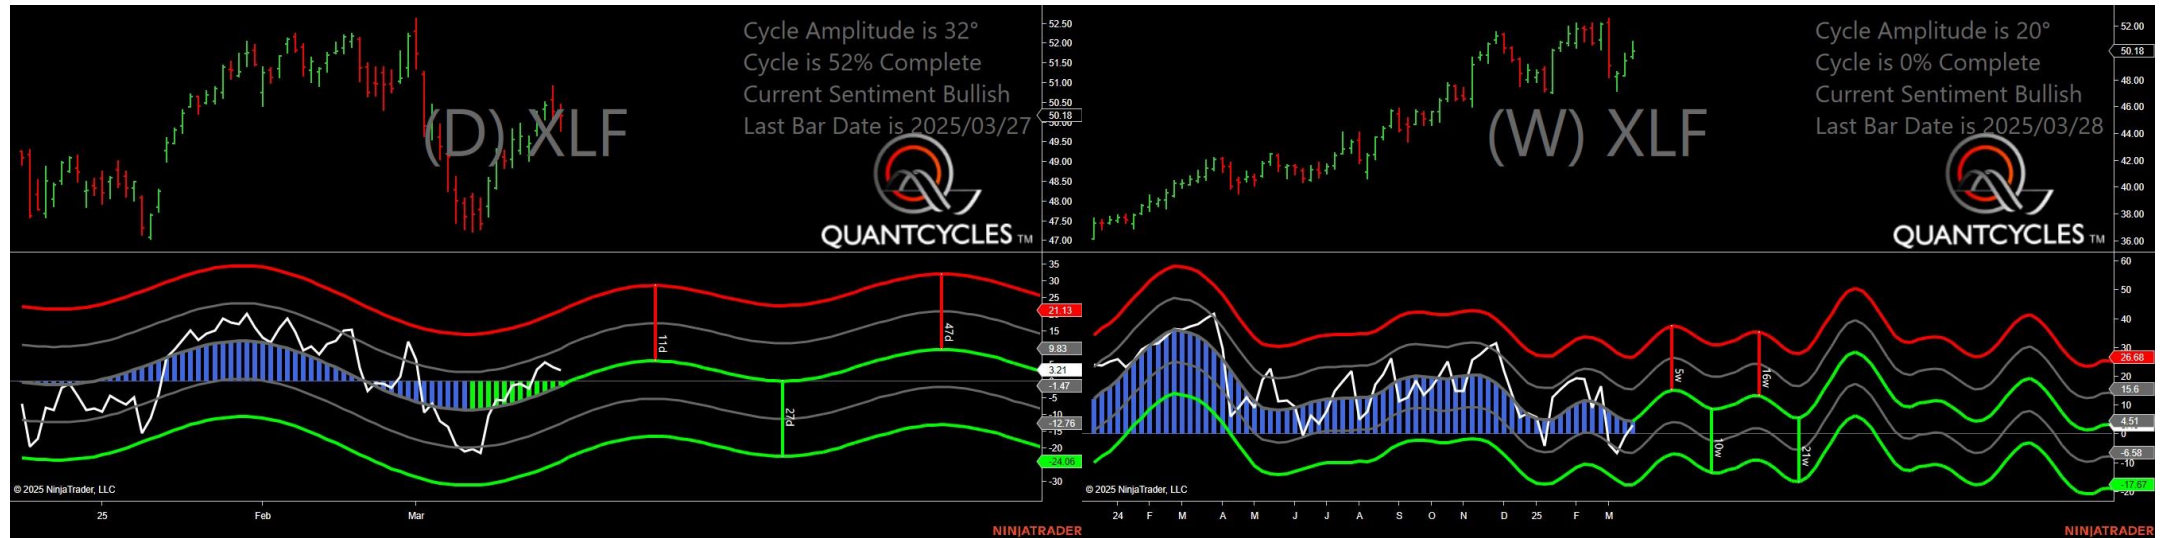 Cycle Amplitude is 32°
Cycle is 52% Complete
Current Sentiment Bullish
Last Bar Date is 2025/03/27
(D) XLF
QUANTCYCLES TM
52.50
52.00
51.50
51.00
50.50
50.18
50.00
49.50
49.00
48.50
48.00
47.50
47.00
35
30
25
21.13
15
9.83
5
3.21
-1.47
-5
-10
-12.76
-15
-20
-24.06
-30
11d
47d
27d
© 2025 NinjaTrader, LLC
25 Feb Mar
NINJATRADER
Cycle Amplitude is 20°
Cycle is 0% Complete
Current Sentiment Bullish
Last Bar Date is 2025/03/28
(W) XLF
QUANTCYCLES TM
52.00
50.18
48.00
46.00
44.00
42.00
40.00
38.00
36.00
60
50
40
30
26.68
20
15.6
10
4.51
0
-6.58
-10
-17.67
-20
5w
16w
10w
21w
© 2025 NinjaTrader, LLC
24 F M A M J J A S O N D 25 F M
NINJATRADER